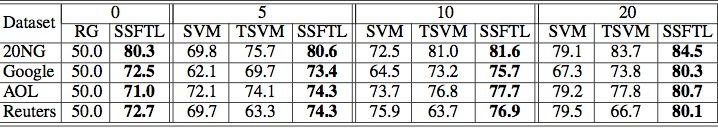 Dataset 0 5 10 20
RG SSFTL SVM TSVM SSFTL SVM TSVM SSFTL SVM TSVM SSFTL
20NG 50.0 80.3 69.8 75.7 80.6 72.5 81.0 81.6 79.1 83.7 84.5
Google 50.0 72.5 62.1 69.7 73.4 64.5 73.2 75.7 67.3 73.8 80.3
AOL 50.0 71.0 72.1 74.1 74.3 73.7 76.8 77.7 79.2 77.8 80.7
Reuters 50.0 72.7 69.7 63.3 74.3 75.9 63.7 76.9 79.5 66.7 80.1